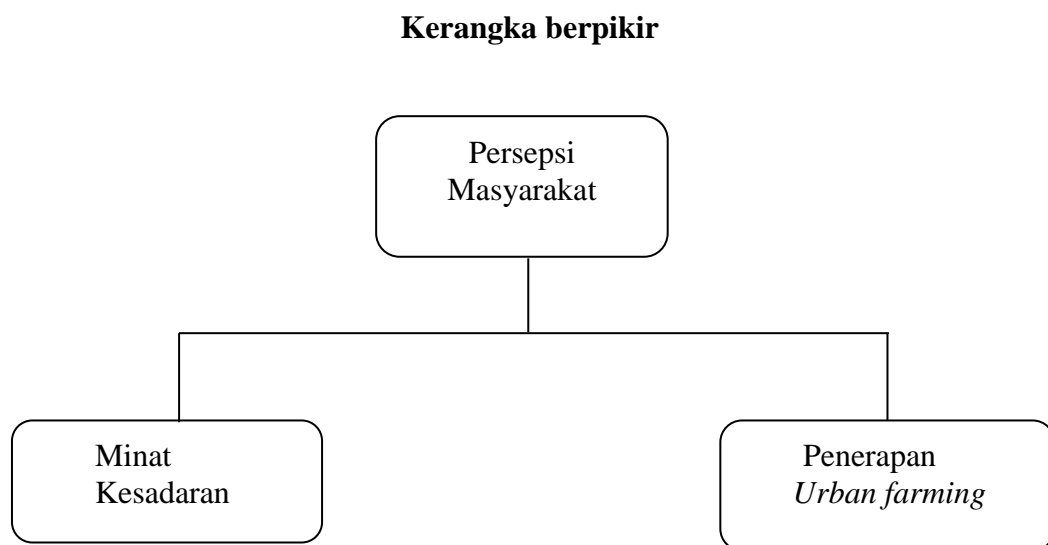 Kerangka berpikir
Persepsi
Masyarakat
Minat
Kesadaran
Penerapan
Urban farming